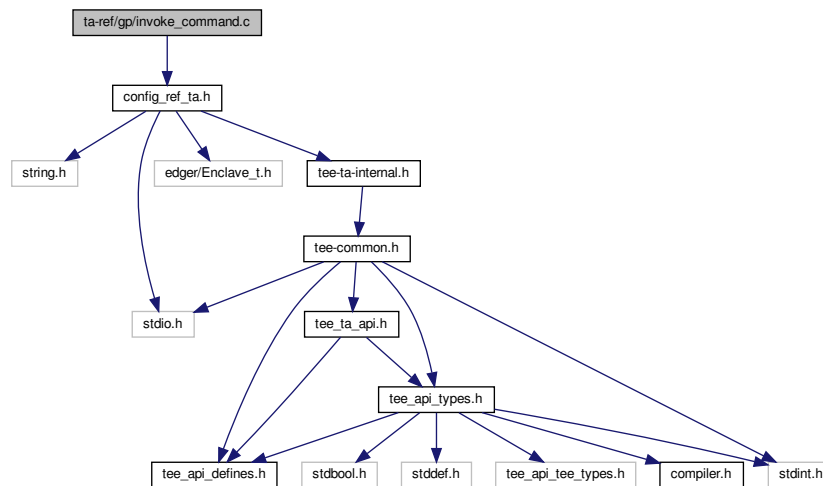 ta-ref/gp/invoke_command.c
config_ref_ta.h
string.h
edger/Enclave_t.h
tee-ta-internal.h
tee-common.h
stdio.h
tee_ta_api.h
tee_api_types.h
tee_api_defines.h
stdbool.h
stddef.h
tee_api_tee_types.h
compiler.h
stdint.h